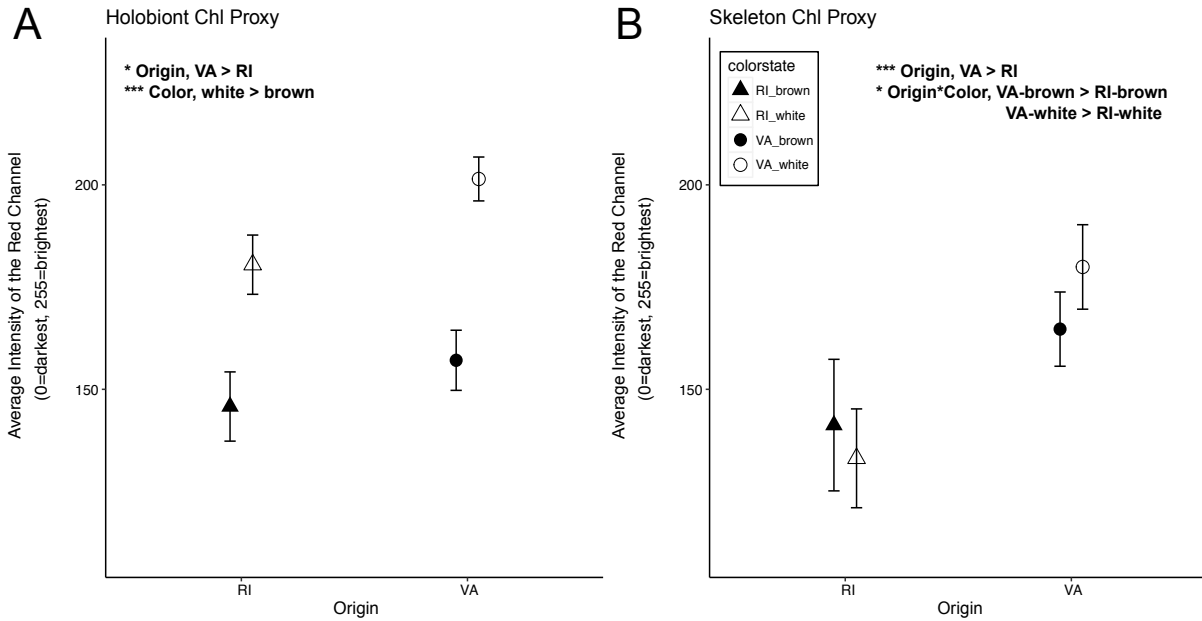 A
Holobiont Chl Proxy
* Origin, VA > RI
*** Color, white > brown
Average Intensity of the Red Channel
(0=darkest, 255=brightest)
200
150
RI
VA
Origin
B
Skeleton Chl Proxy
colorstate
RI_brown
RI_white
VA_brown
VA_white
*** Origin, VA > RI
* Origin*Color, VA-brown > RI-brown
VA-white > RI-white
Average Intensity of the Red Channel
(0=darkest, 255=brightest)
200
150
RI
VA
Origin